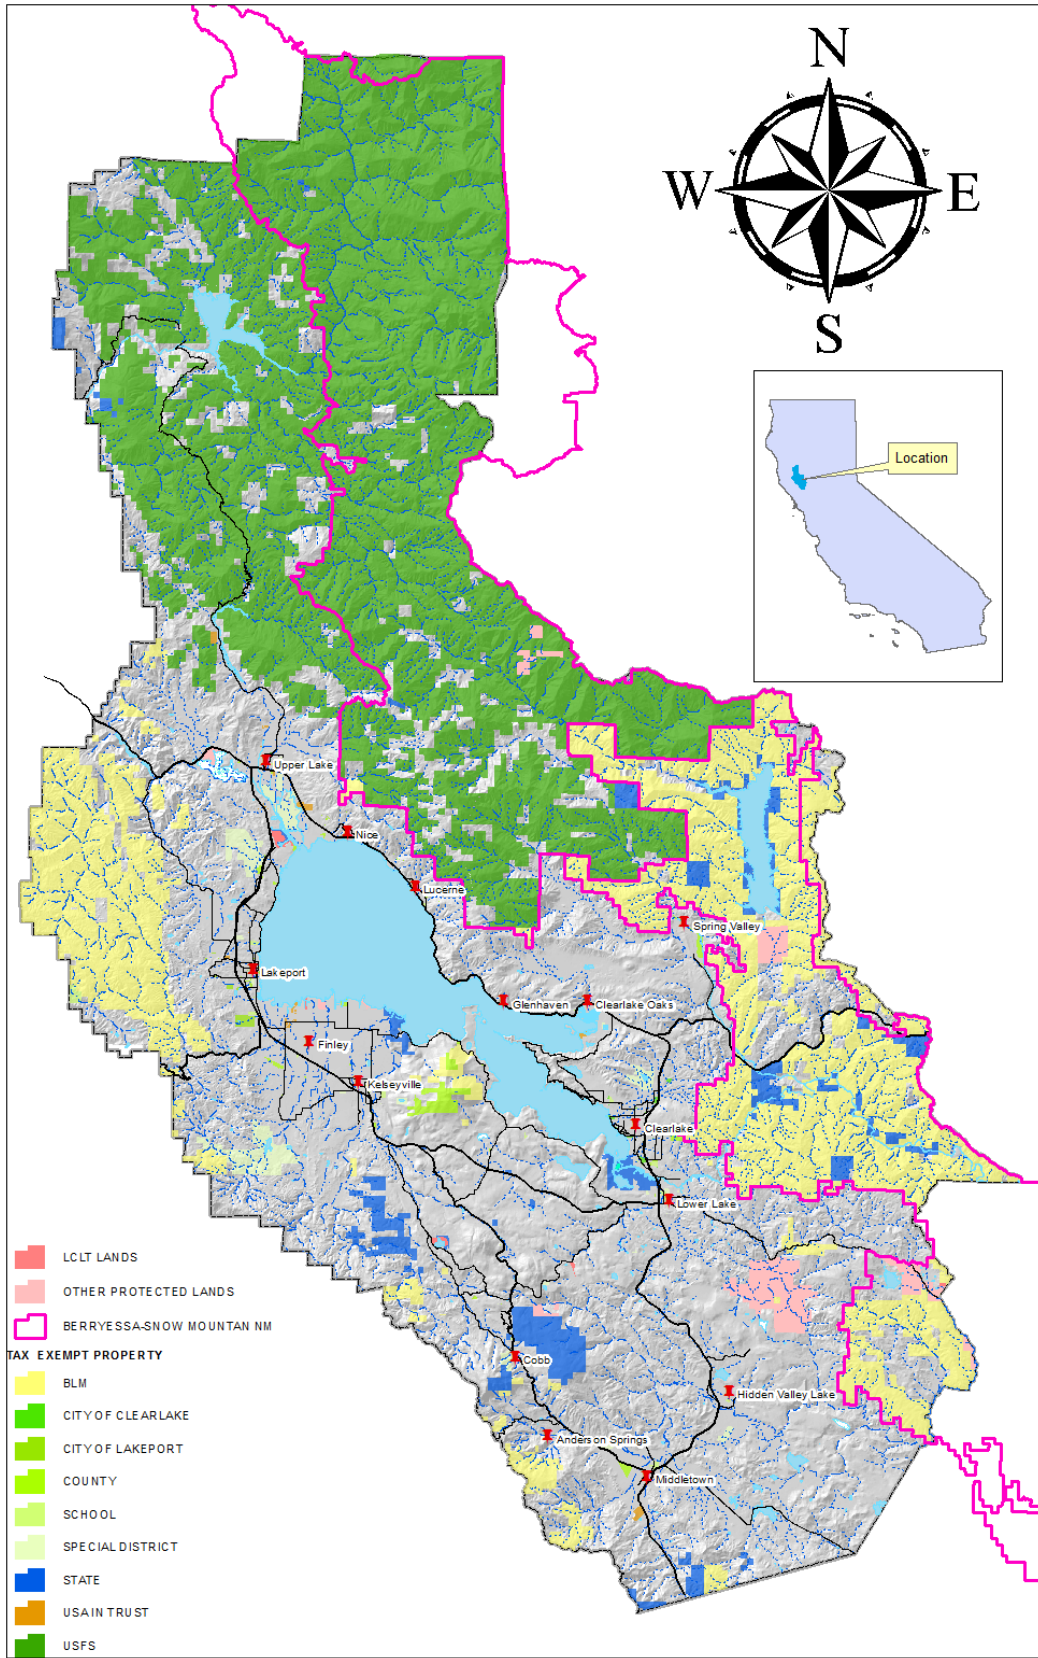 N
W
E
S
Location
Upper Lake
Nice
Lucerne
Spring Valley
Lakeport
Glenhaven
Clearlake Oaks
Finley
Kelseyville
Clearlake
Lower Lake
Cobb
Hidden Valley Lake
Anderson Springs
Middletown
LCLT LANDS
OTHER PROTECTED LANDS
BERRYESSA-SNOW MOUNTAN NM
TAX EXEMPT PROPERTY
BLM
CITY OF CLEARLAKE
CITY OF LAKEPORT
COUNTY
SCHOOL
SPECIAL DISTRICT
STATE
USA IN TRUST
USFS